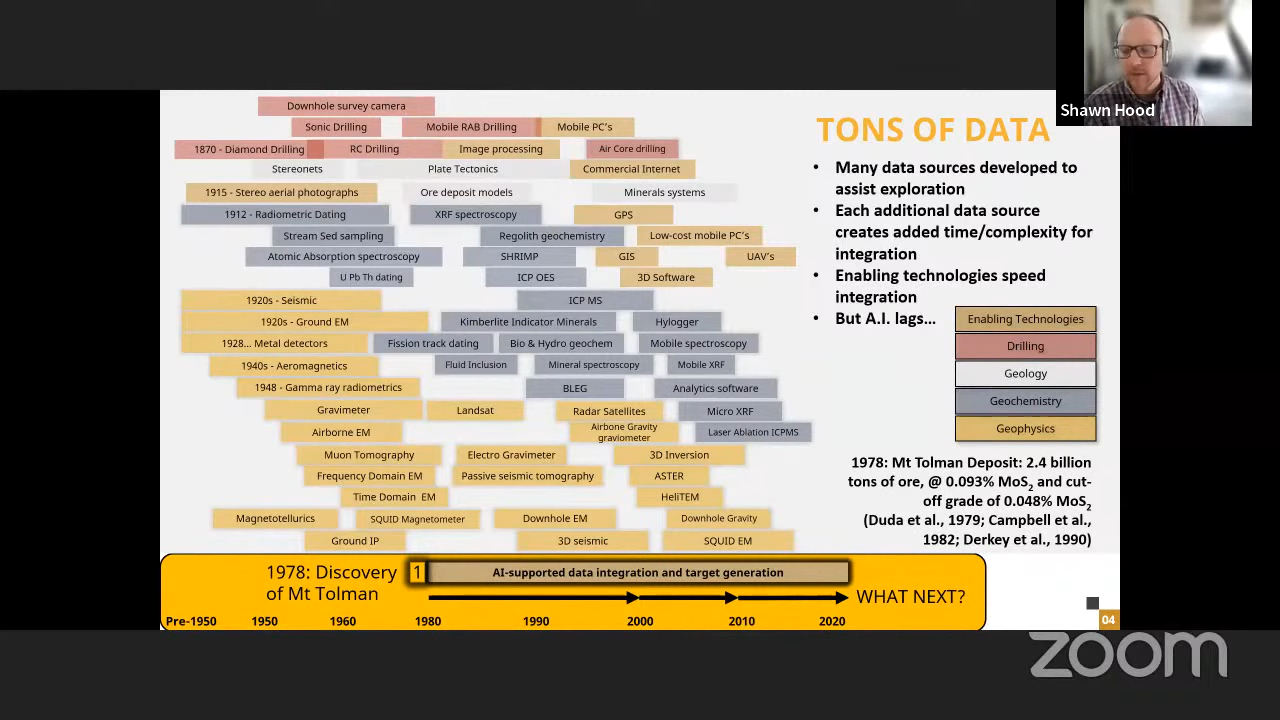 Shawn Hood
TONS OF DATA
• Many data sources developed to
assist exploration
• Each additional data source
creates added time/complexity for
integration
• Enabling technologies speed
integration
• But A.I. lags...
Enabling Technologies
Drilling
Geology
Geochemistry
Geophysics
1978: Mt Tolman Deposit: 2.4 billion
tons of ore, @ 0.093% MoS2 and cut-
off grade of 0.048% MoS2
(Duda et al., 1979; Campbell et al.,
1982; Derkey et al., 1990)
Downhole survey camera
Sonic Drilling
Mobile RAB Drilling
Mobile PC's
1870 - Diamond Drilling
RC Drilling
Image processing
Air Core drilling
Stereonets
Plate Tectonics
Commercial Internet
1915 - Stereo aerial photographs
Ore deposit models
Minerals systems
1912 - Radiometric Dating
XRF spectroscopy
GPS
Stream Sed sampling
Regolith geochemistry
Low-cost mobile PC's
Atomic Absorption spectroscopy
SHRIMP
GIS
UAV's
U Pb Th dating
ICP OES
3D Software
1920s - Seismic
ICP MS
1920s - Ground EM
Kimberlite Indicator Minerals
Hylogger
1928... Metal detectors
Fission track dating
Bio & Hydro geochem
Mobile spectroscopy
1940s - Aeromagnetics
Fluid Inclusion
Mineral spectroscopy
Mobile XRF
1948 - Gamma ray radiometrics
BLEG
Analytics software
Gravimeter
Landsat
Radar Satellites
Micro XRF
Airborne EM
Airbone Gravity
graviometer
Laser Ablation ICPMS
Muon Tomography
Electro Gravimeter
3D Inversion
Frequency Domain EM
Passive seismic tomography
ASTER
Time Domain EM
HeliTEM
Magnetotellurics
SQUID Magnetometer
Downhole EM
Downhole Gravity
Ground IP
3D seismic
SQUID EM
1978: Discovery
of Mt Tolman
1
AI-supported data integration and target generation
WHAT NEXT?
Pre-1950 1950 1960 1980 1990 2000 2010 2020
04
zoom